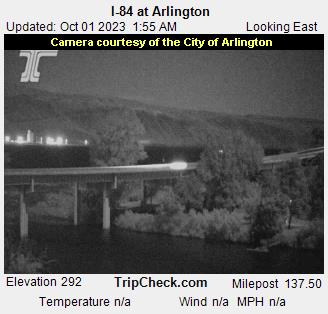 I-84 at Arlington
Updated: Oct 01 2023 1:55 AM Looking East
Camera courtesy of the City of Arlington
Elevation 292 TripCheck.com Milepost 137.50
Temperature n/a Wind n/a MPH n/a